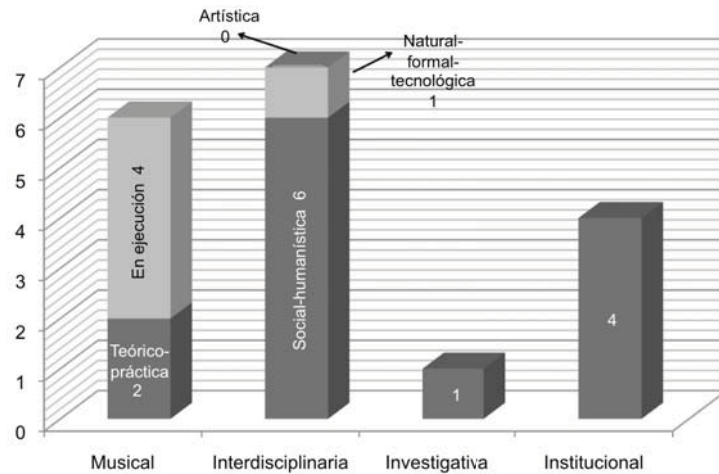 Artística
0
Natural-
formal-
tecnológica
1
7
6
5
4
3
2
1
0
En ejecución 4
Teórico-
práctica
2
Social-humanística 6
1
4
Musical
Interdisciplinaria
Investigativa
Institucional